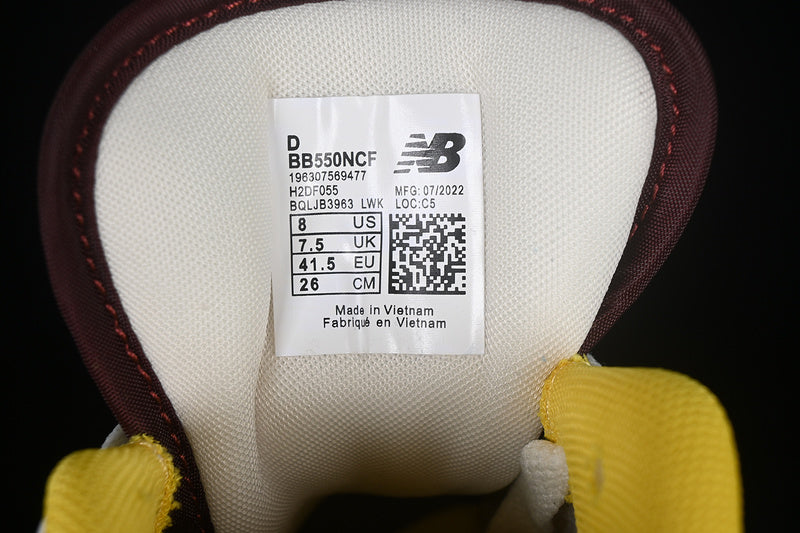 D
BB550NCF
196307569477
H2DF055
BQLJB3963 LWK
NB
MFG: 07/2022
LOC:C5
8 US
7.5 UK
41.5 EU
26 CM
Made in Vietnam
Fabriqué en Vietnam